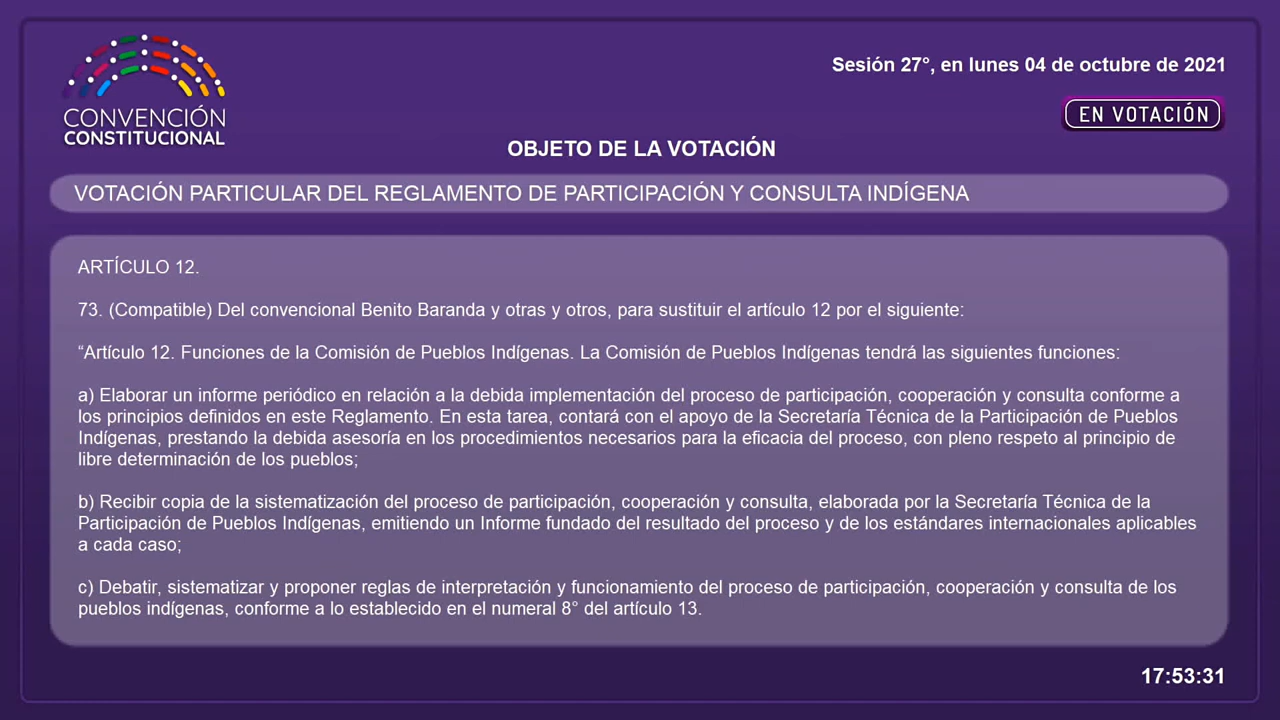 CONVENCIÓN
CONSTITUCIONAL
Sesión 27°, en lunes 04 de octubre de 2021
EN VOTACIÓN
OBJETO DE LA VOTACIÓN
VOTACIÓN PARTICULAR DEL REGLAMENTO DE PARTICIPACIÓN Y CONSULTA INDÍGENA
ARTÍCULO 12.
73. (Compatible) Del convencional Benito Baranda y otras y otros, para sustituir el artículo 12 por el siguiente:
“Artículo 12. Funciones de la Comisión de Pueblos Indígenas. La Comisión de Pueblos Indígenas tendrá las siguientes funciones:
a) Elaborar un informe periódico en relación a la debida implementación del proceso de participación, cooperación y consulta conforme a
los principios definidos en este Reglamento. En esta tarea, contará con el apoyo de la Secretaría Técnica de la Participación de Pueblos
Indígenas, prestando la debida asesoría en los procedimientos necesarios para la eficacia del proceso, con pleno respeto al principio de
libre determinación de los pueblos;
b) Recibir copia de la sistematización del proceso de participación, cooperación y consulta, elaborada por la Secretaría Técnica de la
Participación de Pueblos Indígenas, emitiendo un Informe fundado del resultado del proceso y de los estándares internacionales aplicables
a cada caso;
c) Debatir, sistematizar y proponer reglas de interpretación y funcionamiento del proceso de participación, cooperación y consulta de los
pueblos indígenas, conforme a lo establecido en el numeral 8° del artículo 13.
17:53:31